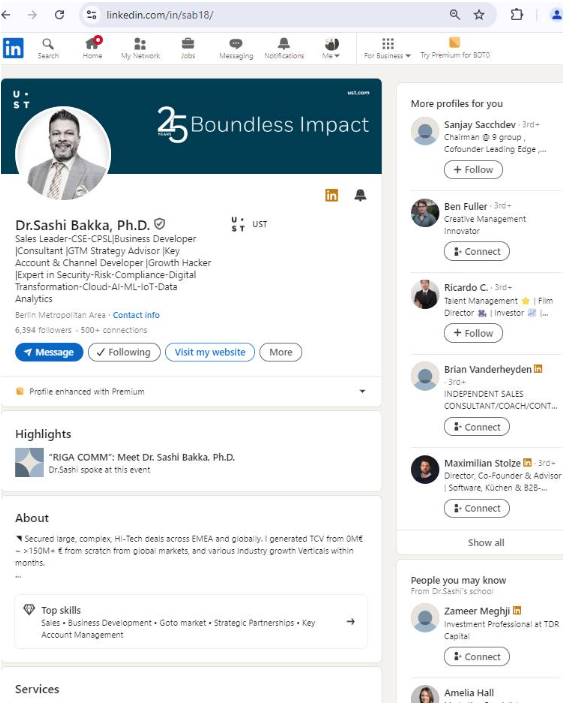 linkedin.com/in/sab18/
in
Search
Home
My Network
Jobs
Messaging
Notifications
Me
For Business
Try Premium for BDT0
U ·
S T
ust.com
25 Boundless Impact
YEARS
in
Dr.Sashi Bakka, Ph.D.
U ·
S T
UST
Sales Leader-CSE-CPSL|Business Developer
|Consultant |GTM Strategy Advisor |Key
Account & Channel Developer |Growth Hacker
|Expert in Security-Risk-Compliance-Digital
Transformation-Cloud-AI-ML-IoT-Data
Analytics
Berlin Metropolitan Area · Contact info
6,394 followers · 500+ connections
Message
Following
Visit my website
More
Profile enhanced with Premium
Highlights
"RIGA COMM": Meet Dr. Sashi Bakka, Ph.D.
Dr.Sashi spoke at this event
About
◥ Secured large, complex, Hi-Tech deals across EMEA and globally. I generated TCV from 0M€
~ >150M+ € from scratch from global markets, and various Industry growth Verticals within
months.
...
Top skills
Sales • Business Development • Goto market • Strategic Partnerships • Key
Account Management
Services
More profiles for you
Sanjay Sacchdev · 3rd+
Chairman @ 9 group ,
Cofounder Leading Edge ,...
+ Follow
Ben Fuller · 3rd+
Creative Management
Innovator
Connect
Ricardo C. · 3rd+
Talent Management ⭐ | Film
Director | Investor | (...
+ Follow
Brian Vanderheyden in
· 3rd+
INDEPENDENT SALES
CONSULTANT/COACH/CONT...
Connect
Maximilian Stolze in · 3rd+
Director, Co-Founder & Advisor
| Software, Küchen & B2B-...
Connect
Show all
People you may know
From Dr.Sashi's school
Zameer Meghji in
Investment Professional at TDR
Capital
Connect
Amelia Hall